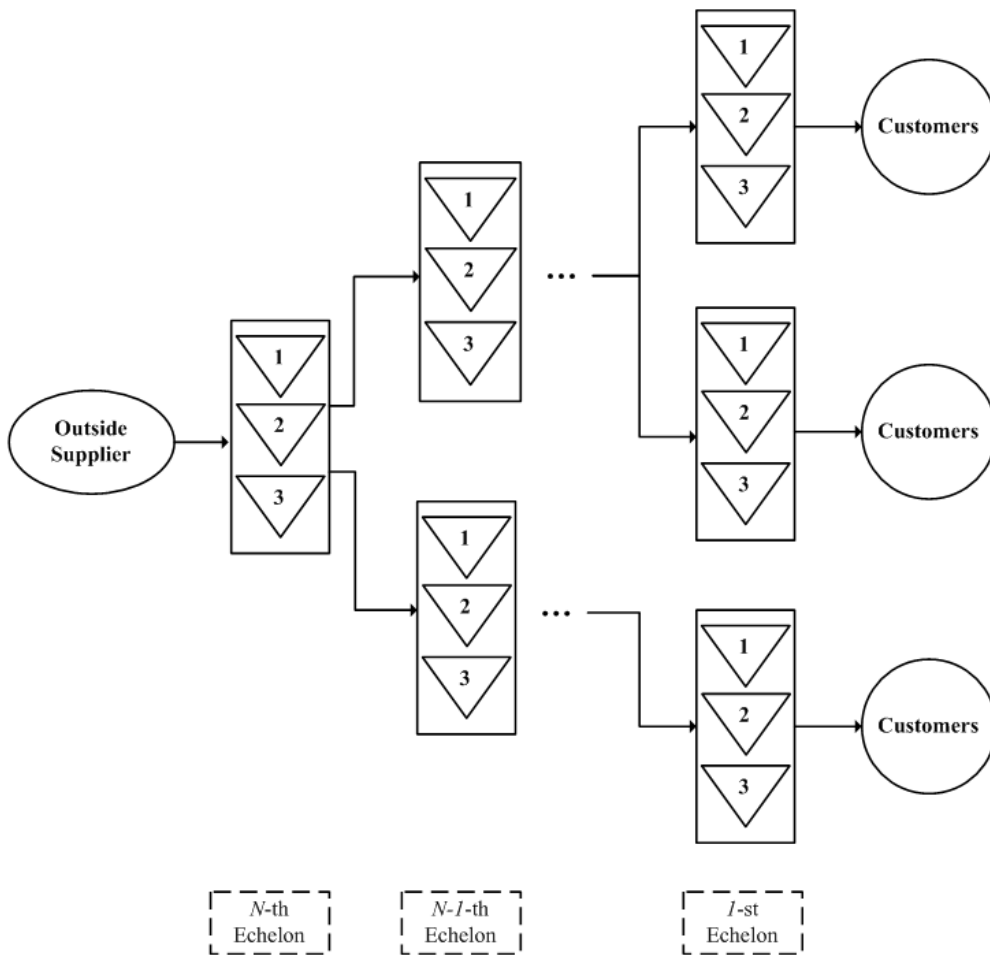 Outside
Supplier
1
2
3
1
2
3
...
1
2
3
...
1
2
3
Customers
1
2
3
Customers
1
2
3
Customers
N-th
Echelon
N-1-th
Echelon
1-st
Echelon